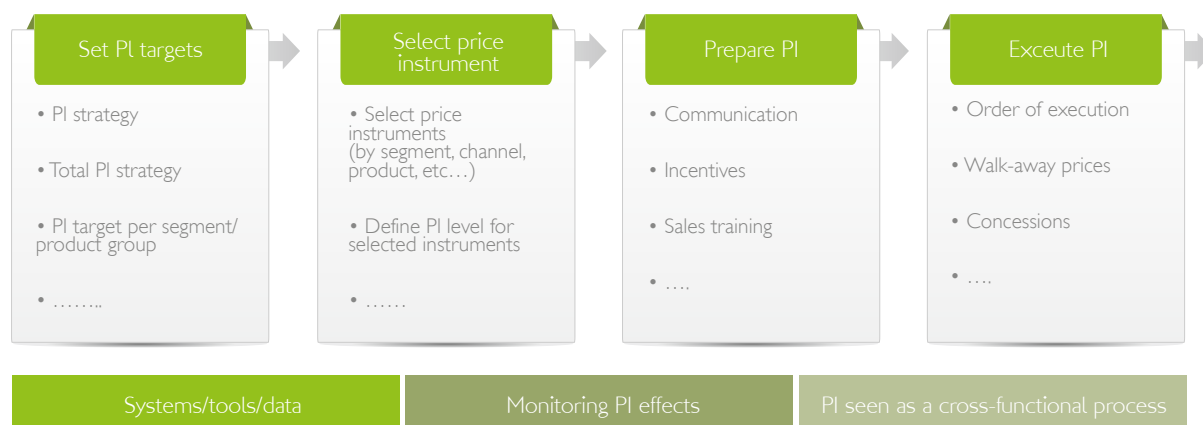 Set PI targets
• PI strategy
• Total PI strategy
• PI target per segment/
product group
• ……..
Select price
instrument
• Select price
instruments
(by segment, channel,
product, etc…)
• Define PI level for
selected instruments
• ……
Prepare PI
• Communication
• Incentives
• Sales training
• ….
Exceute PI
• Order of execution
• Walk-away prices
• Concessions
• ….
Systems/tools/data
Monitoring PI effects
PI seen as a cross-functional process